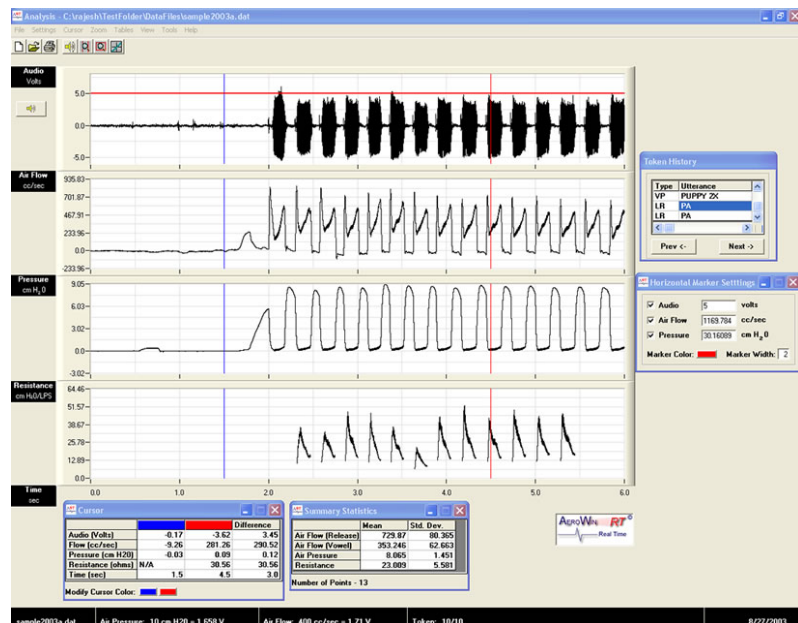 Analysis - C:\rajesh\TestFolder\DataFiles\sample2003a.dat
File Settings Cursor Zoom Tables View Tools Help
Audio
Volts
5.0
0.0
-5.0
Air Flow
cc/sec
935.83
701.87
467.91
233.96
0.0
-233.96
Pressure
cm H2O
9.05
6.03
3.02
0.0
-3.02
Resistance
cm H2O/LPS
64.46
51.57
38.67
25.78
12.89
0.0
Time
sec
0.0 1.0 2.0 3.0 4.0 5.0 6.0
Token History
Type Utterance
VP PUPPY ZX
LR PA
LR PA
Prev <- Next ->
Horizontal Marker Setttings
Audio 5 volts
Air Flow 1169.784 cc/sec
Pressure 30.16089 cm H2O
Marker Color: Marker Width: 2
Cursor
Difference
Audio (Volts) -0.17 -3.62 3.45
Flow (cc/sec) -9.26 281.26 290.52
Pressure (cm H20) -0.03 0.09 0.12
Resistance (ohms) N/A 30.56 30.56
Time (sec) 1.5 4.5 3.0
Modify Cursor Color:
Summary Statistics
Mean Std. Dev.
Air Flow (Release) 729.87 80.365
Air Flow (Vowel) 353.246 62.663
Air Pressure 8.065 1.451
Resistance 23.009 5.581
Number of Points - 13
AeroWin RT
Real Time
sample2003a.dat Air Pressure: 10 cm H20 = 1.658 V Air Flow: 400 cc/sec = 1.71 V Token: 10/10 8/27/2003